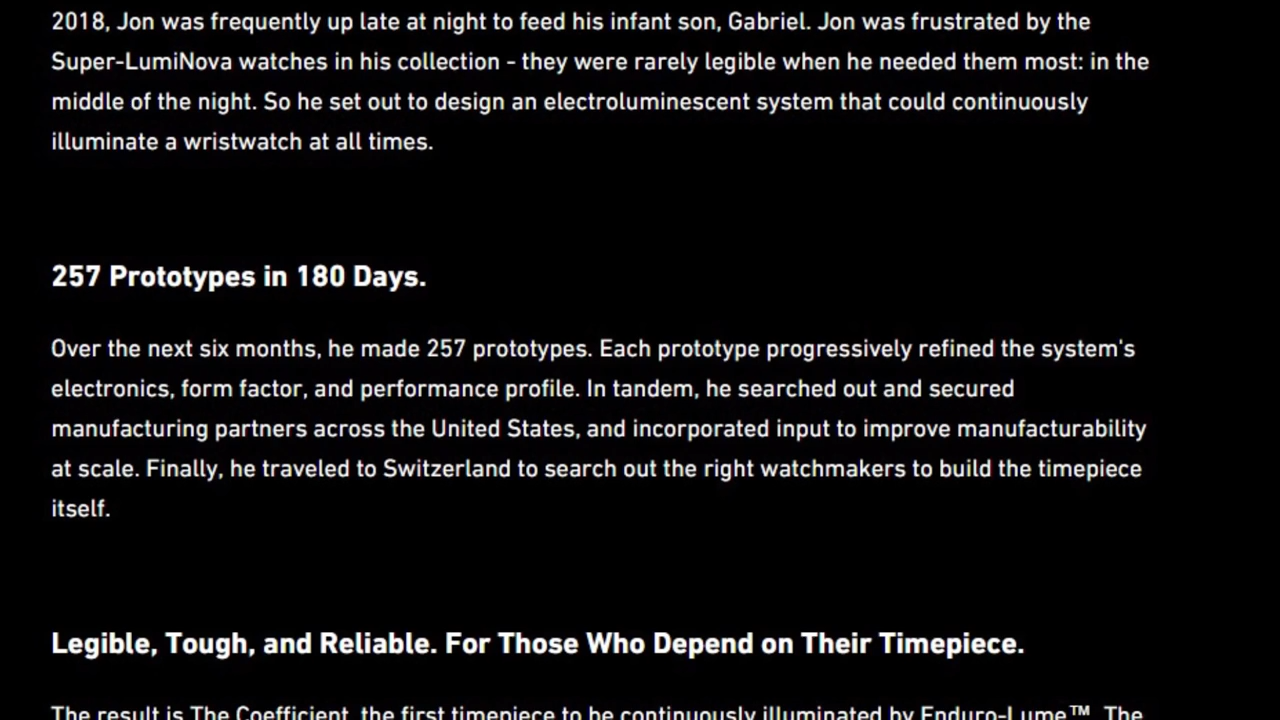 2018, Jon was frequently up late at night to feed his infant son, Gabriel. Jon was frustrated by the
Super-LumiNova watches in his collection - they were rarely legible when he needed them most: in the
middle of the night. So he set out to design an electroluminescent system that could continuously
illuminate a wristwatch at all times.
257 Prototypes in 180 Days.
Over the next six months, he made 257 prototypes. Each prototype progressively refined the system's
electronics, form factor, and performance profile. In tandem, he searched out and secured
manufacturing partners across the United States, and incorporated input to improve manufacturability
at scale. Finally, he traveled to Switzerland to search out the right watchmakers to build the timepiece
itself.
Legible, Tough, and Reliable. For Those Who Depend on Their Timepiece.
The result is The Coefficient, the first timepiece to be continuously illuminated by Enduro-Lume™. The